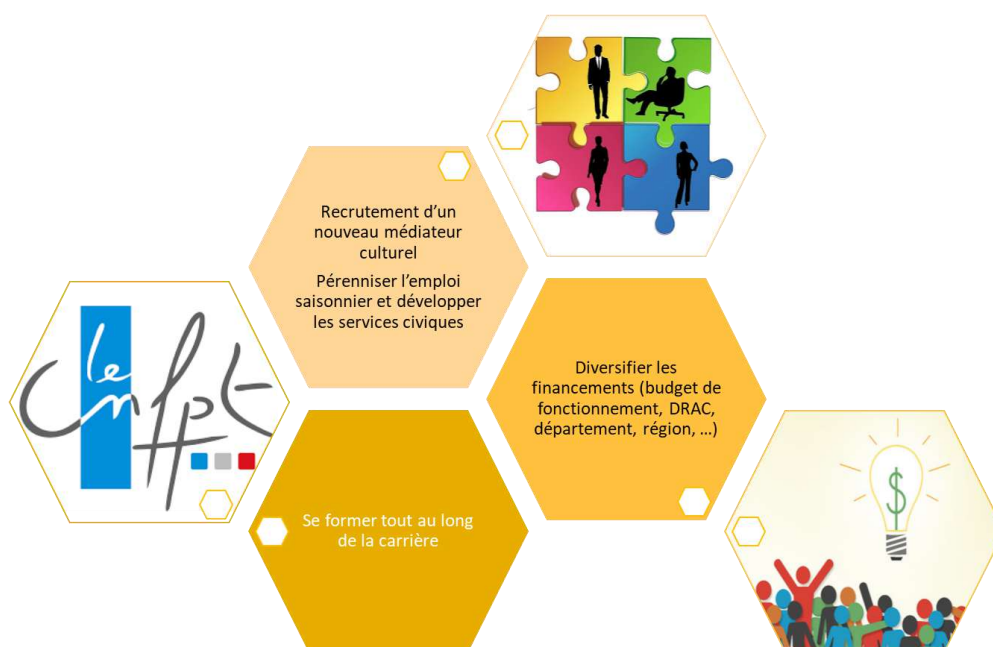 Recrutement d’un
nouveau médiateur
culturel
Pérenniser l’emploi
saisonnier et développer
les services civiques
Diversifier les
financements (budget de
fonctionnement, DRAC,
département, région, …)
le
cnfpt
$
Se former tout au long
de la carrière